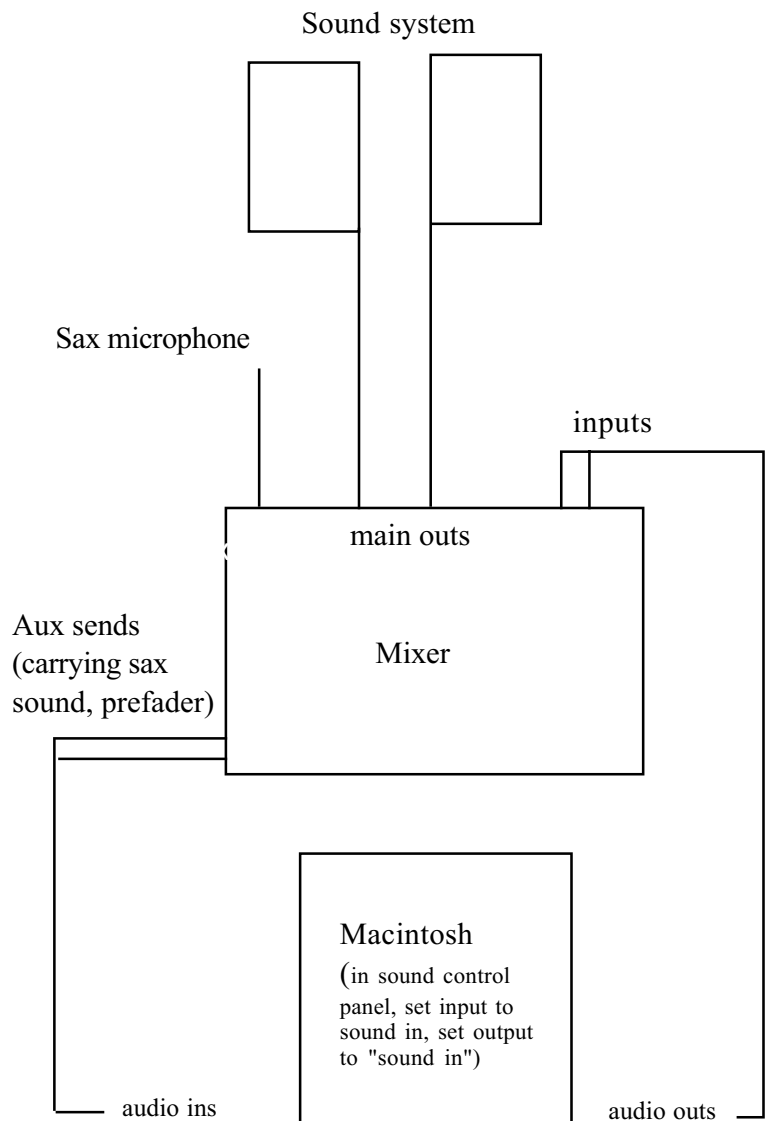 Sound system
Sax microphone
inputs
main outs
Aux sends
(carrying sax
sound, prefader)
Mixer
Macintosh
(in sound control
panel, set input to
sound in, set output
to "sound in")
audio ins
audio outs